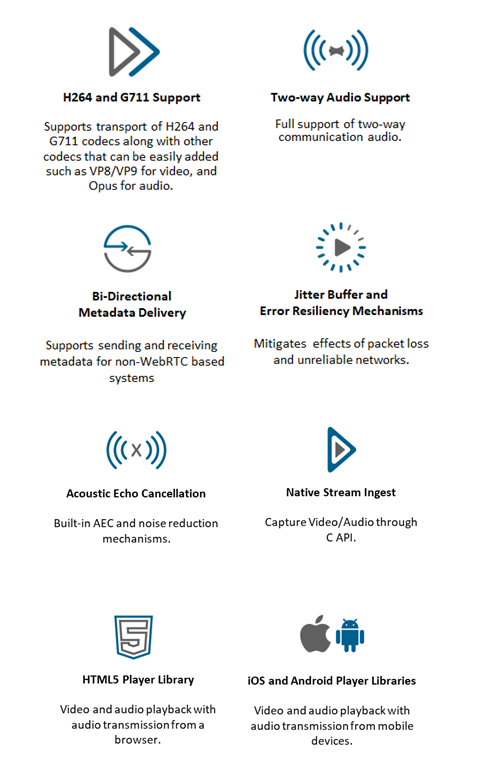 H264 and G711 Support
Supports transport of H264 and
G711 codecs along with other
codecs that can be easily added
such as VP8/VP9 for video, and
Opus for audio.
Two-way Audio Support
Full support of two-way
communication audio.
Bi-Directional
Metadata Delivery
Supports sending and receiving
metadata for non-WebRTC based
systems
Jitter Buffer and
Error Resiliency Mechanisms
Mitigates effects of packet loss
and unreliable networks.
Acoustic Echo Cancellation
Built-in AEC and noise reduction
mechanisms.
Native Stream Ingest
Capture Video/Audio through
C API.
HTML5 Player Library
Video and audio playback with
audio transmission from a
browser.
iOS and Android Player Libraries
Video and audio playback with
audio transmission from mobile
devices.